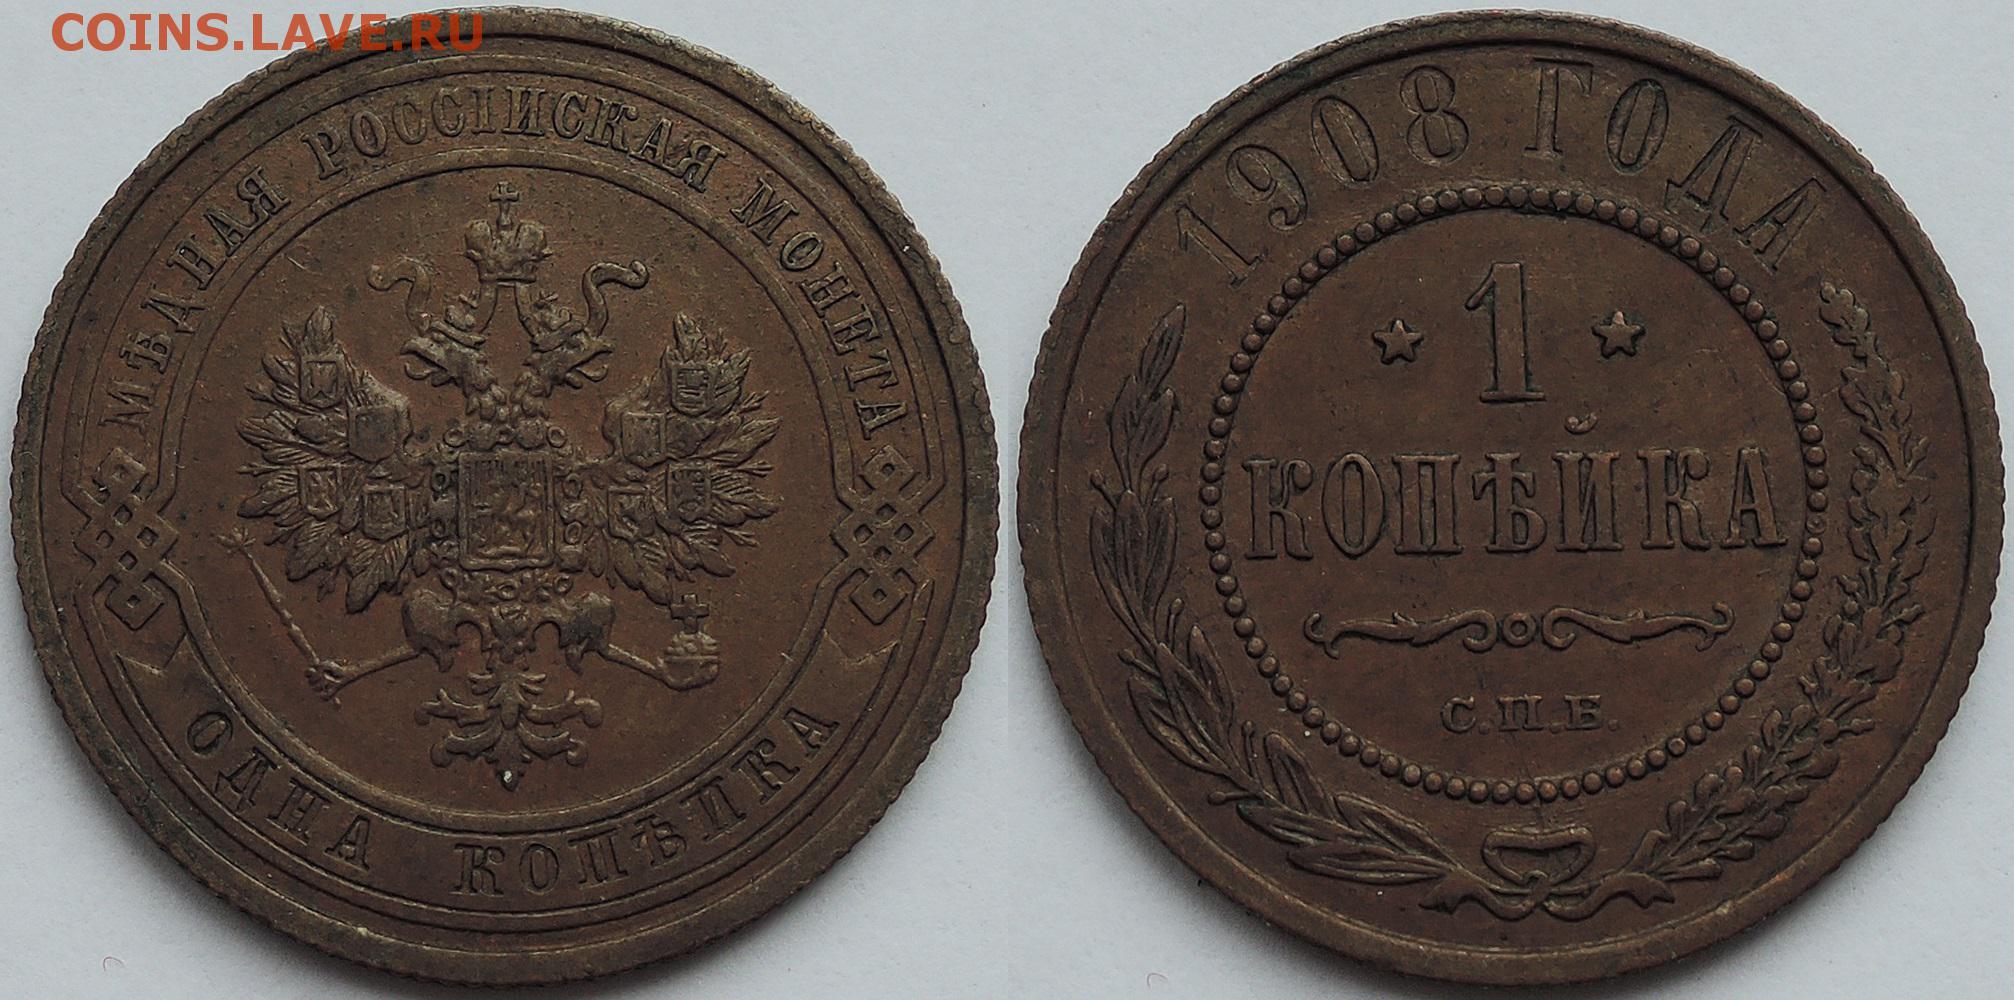 COINS.LAVE.RU
МѢДНАЯ РОССIЙСКАЯ МОНЕТА
ОДНА КОПѢЙКА
1908 ГОДА
1
КОПѢЙКА
С.П.Б.